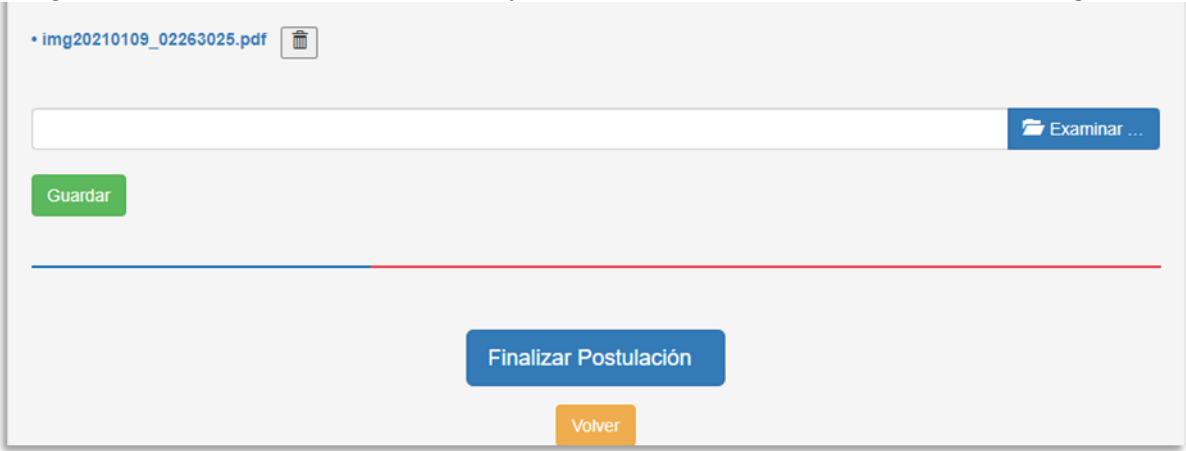 • img20210109_02263025.pdf
Examinar ...
Guardar
Finalizar Postulación
Volver